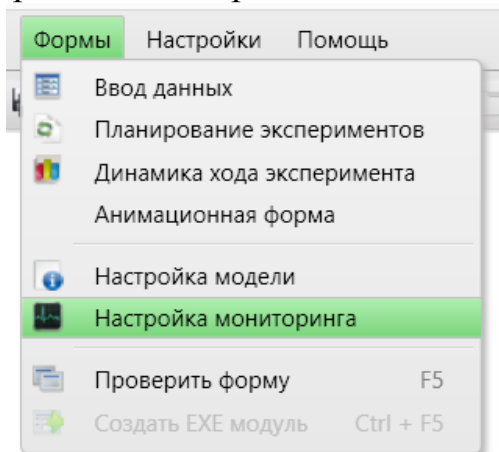 Формы Настройки Помощь
Ввод данных
Планирование экспериментов
Динамика хода эксперимента
Анимационная форма
Настройка модели
Настройка мониторинга
Проверить форму F5
Создать EXE модуль Ctrl + F5